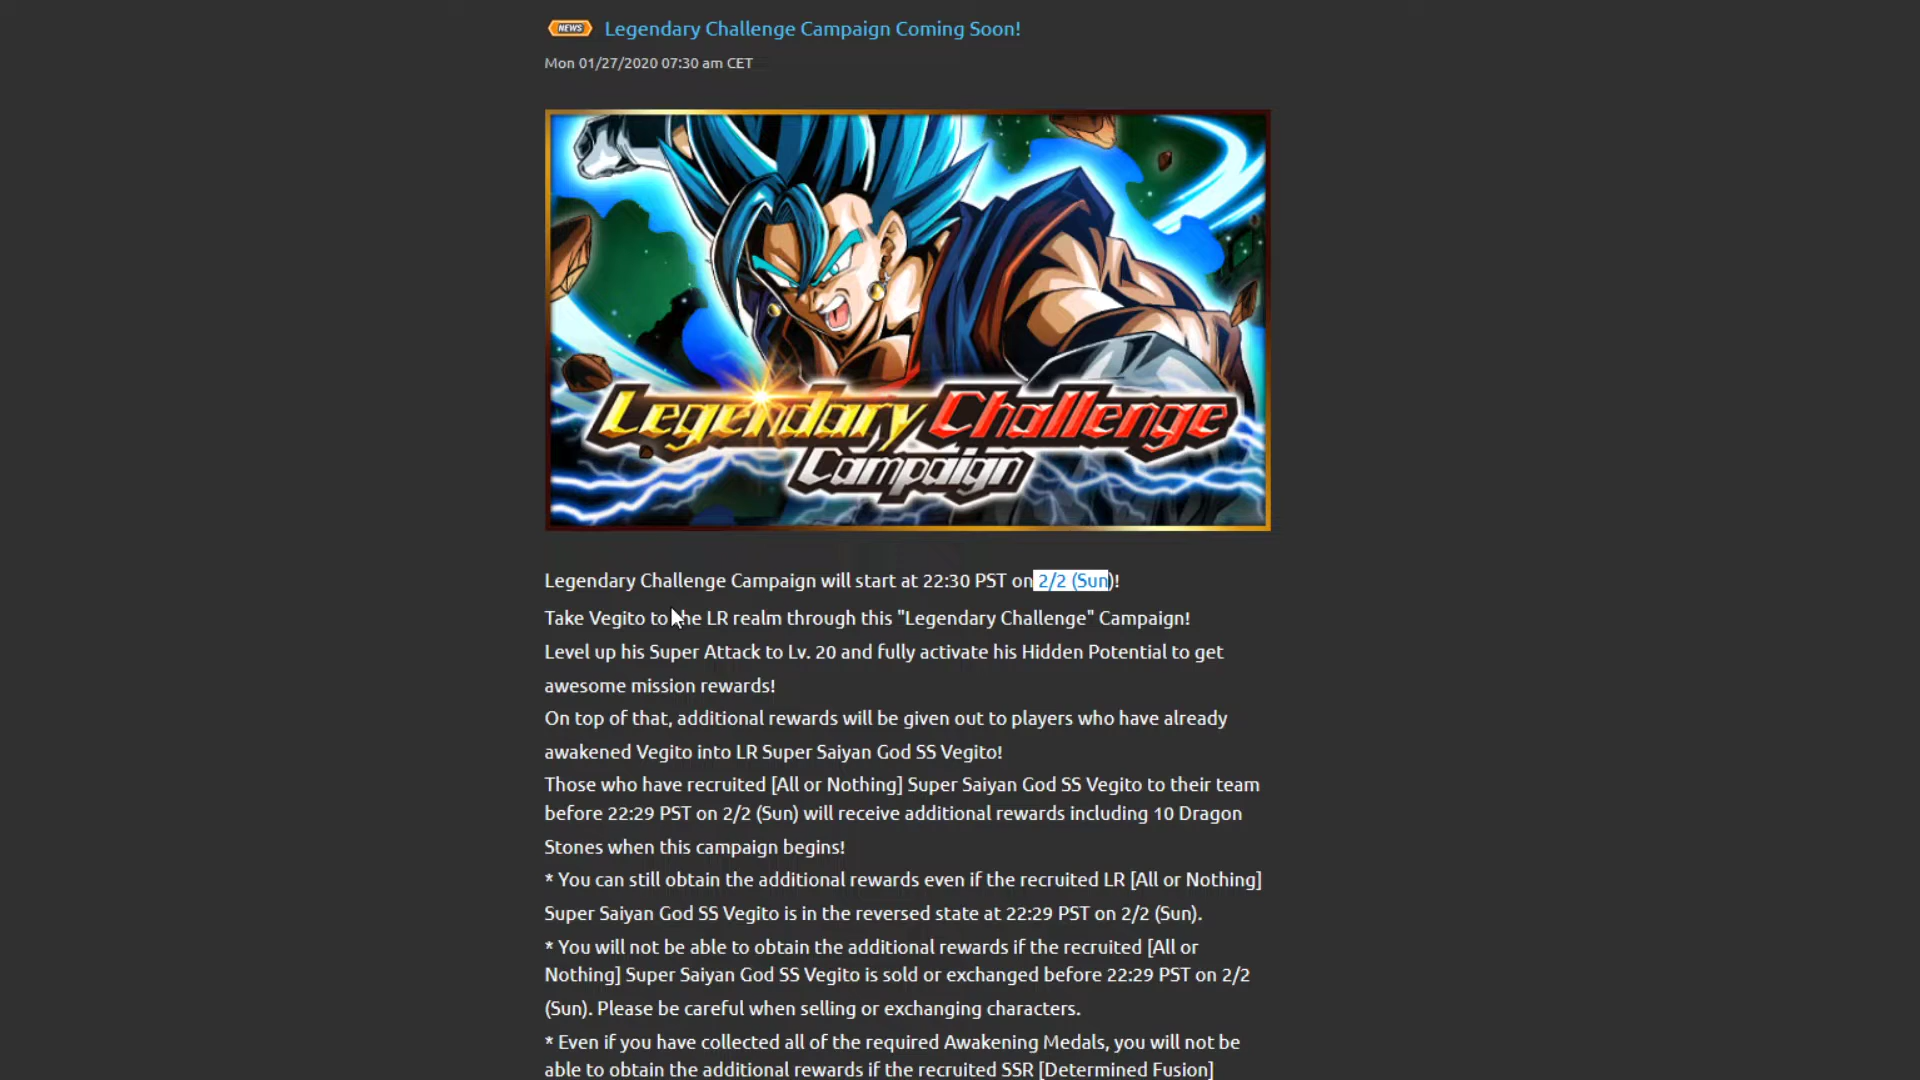 NEWS Legendary Challenge Campaign Coming Soon!
Mon 01/27/2020 07:30 am CET
Legendary Challenge
Campaign
Legendary Challenge Campaign will start at 22:30 PST on 2/2 (Sun)!
Take Vegito to the LR realm through this "Legendary Challenge" Campaign!
Level up his Super Attack to Lv. 20 and fully activate his Hidden Potential to get
awesome mission rewards!
On top of that, additional rewards will be given out to players who have already
awakened Vegito into LR Super Saiyan God SS Vegito!
Those who have recruited [All or Nothing] Super Saiyan God SS Vegito to their team
before 22:29 PST on 2/2 (Sun) will receive additional rewards including 10 Dragon
Stones when this campaign begins!
* You can still obtain the additional rewards even if the recruited LR [All or Nothing]
Super Saiyan God SS Vegito is in the reversed state at 22:29 PST on 2/2 (Sun).
* You will not be able to obtain the additional rewards if the recruited [All or
Nothing] Super Saiyan God SS Vegito is sold or exchanged before 22:29 PST on 2/2
(Sun). Please be careful when selling or exchanging characters.
* Even if you have collected all of the required Awakening Medals, you will not be
able to obtain the additional rewards if the recruited SSR [Determined Fusion]